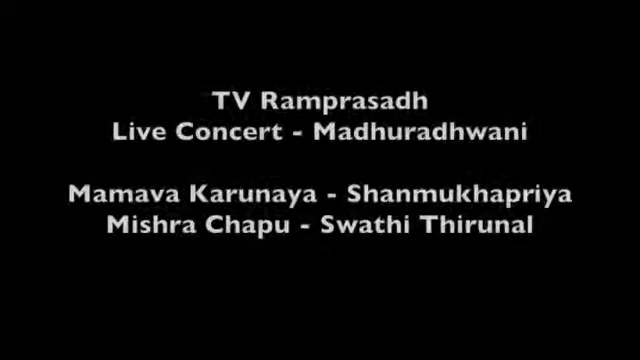 TV Ramprasadh
Live Concert - Madhuradhwani
Mamava Karunaya - Shanmukhapriya
Mishra Chapu - Swathi Thirunal